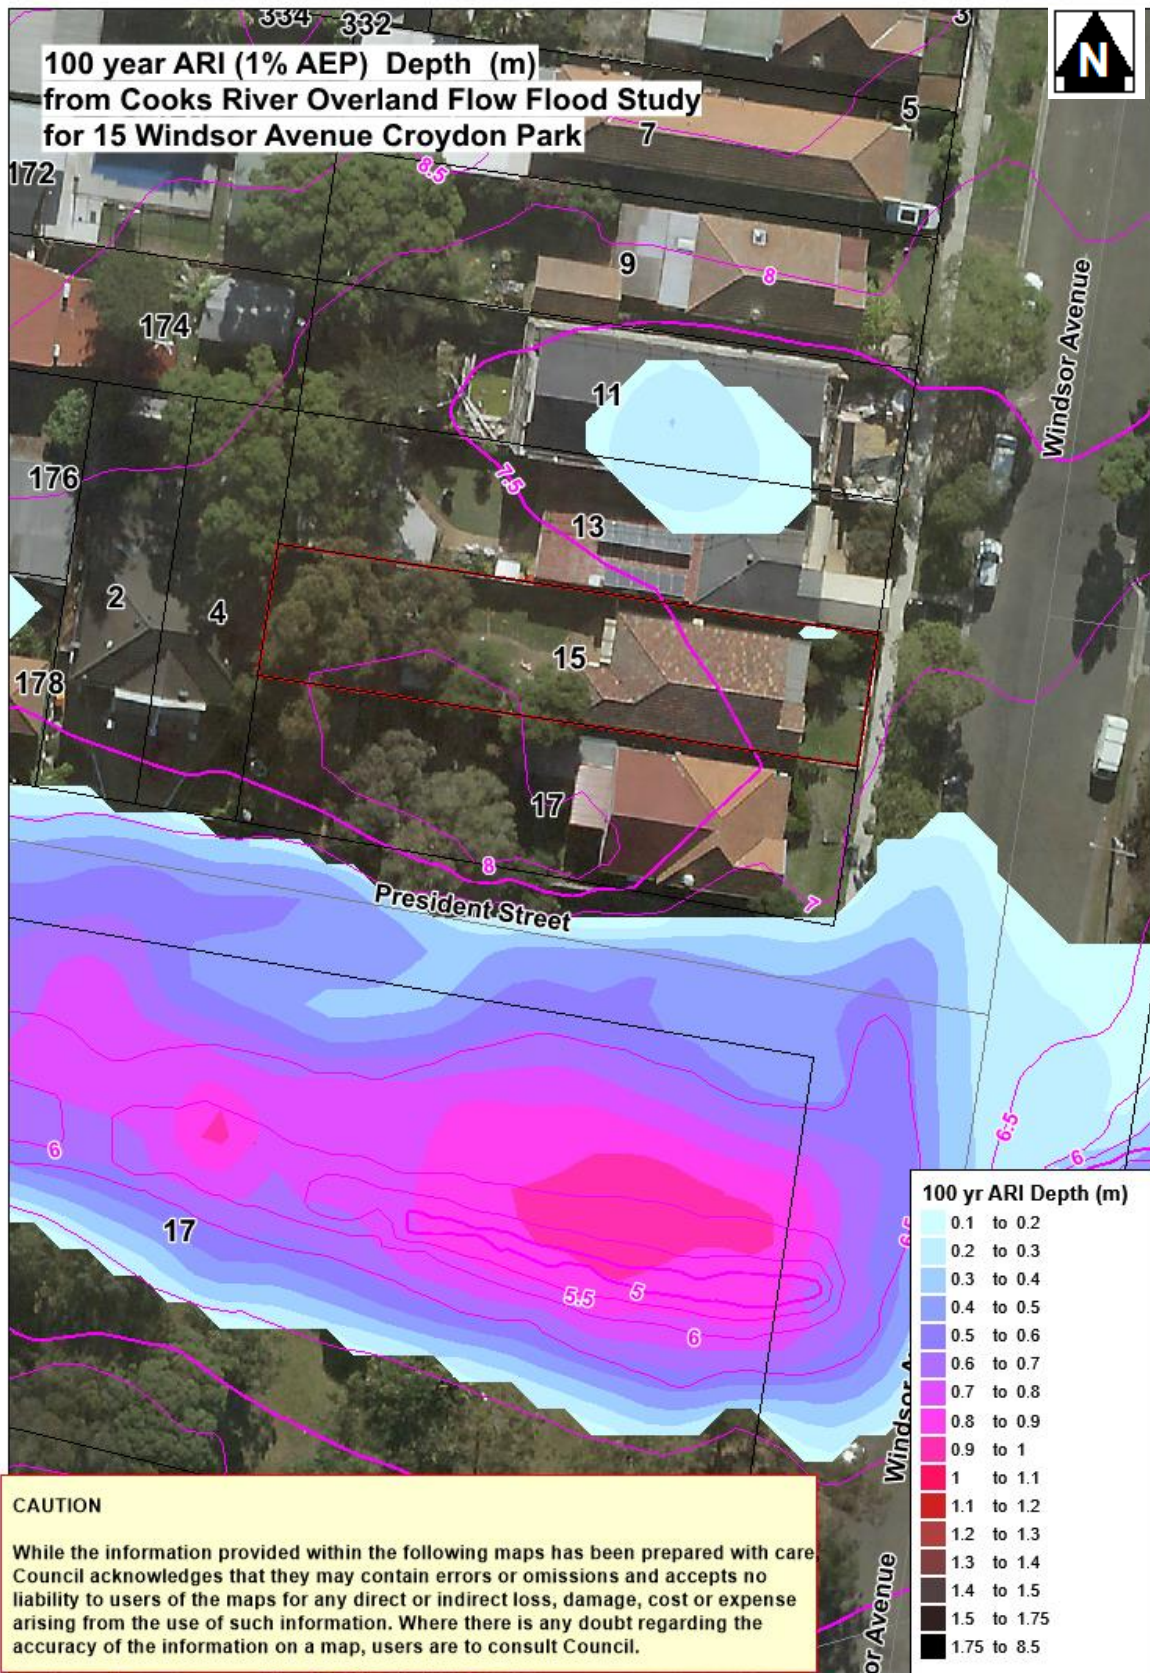 334
332
3
N
100 year ARI (1% AEP) Depth (m)
from Cooks River Overland Flow Flood Study
for 15 Windsor Avenue Croydon Park
5
7
172
8.5
9
8
174
Windsor Avenue
11
176
7.5
13
2
4
15
178
17
8
President Street
7
6.5
6
6
17
6.5
5.5
5
6
100 yr ARI Depth (m)
0.1 to 0.2
0.2 to 0.3
0.3 to 0.4
0.4 to 0.5
0.5 to 0.6
0.6 to 0.7
0.7 to 0.8
0.8 to 0.9
0.9 to 1
1 to 1.1
1.1 to 1.2
1.2 to 1.3
1.3 to 1.4
1.4 to 1.5
1.5 to 1.75
1.75 to 8.5
Windsor A
or Avenue
CAUTION
While the information provided within the following maps has been prepared with care,
Council acknowledges that they may contain errors or omissions and accepts no
liability to users of the maps for any direct or indirect loss, damage, cost or expense
arising from the use of such information. Where there is any doubt regarding the
accuracy of the information on a map, users are to consult Council.